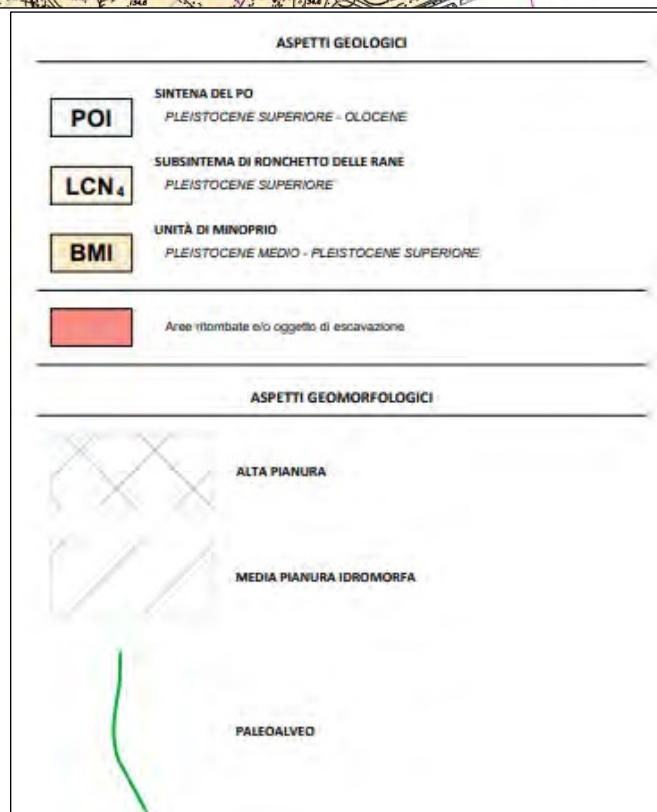 ASPETTI GEOLOGICI
SINTENA DEL PO
POI
PLEISTOCENE SUPERIORE - OLOCENE
SUBSINTEMA DI RONCHETTO DELLE RANE
LCN4
PLEISTOCENE SUPERIORE
UNITÀ DI MINOPRIO
BMI
PLEISTOCENE MEDIO - PLEISTOCENE SUPERIORE
Aree ritombate e/o oggetto di escavazione
ASPETTI GEOMORFOLOGICI
ALTA PIANURA
MEDIA PIANURA IDROMORFA
PALEOALVEO